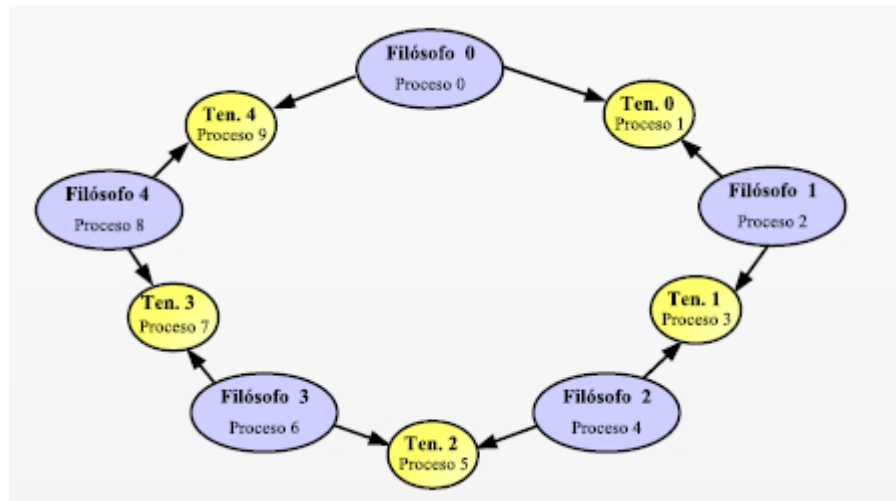 Filósofo 0
Proceso 0
Ten. 4
Proceso 9
Ten. 0
Proceso 1
Filósofo 4
Proceso 8
Filósofo 1
Proceso 2
Ten. 3
Proceso 7
Ten. 1
Proceso 3
Filósofo 3
Proceso 6
Filósofo 2
Proceso 4
Ten. 2
Proceso 5